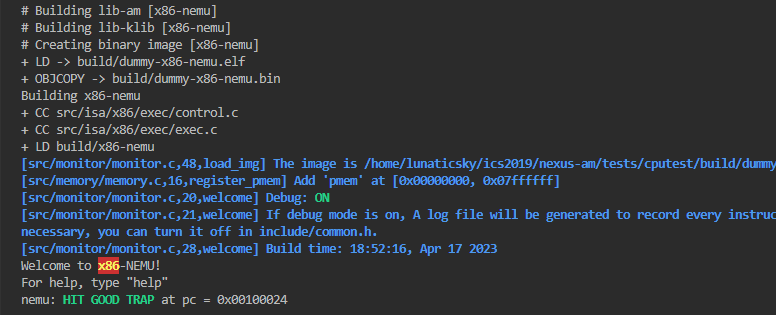 # Building lib-am [x86-nemu]
# Building lib-klib [x86-nemu]
# Creating binary image [x86-nemu]
+ LD -> build/dummy-x86-nemu.elf
+ OBJCOPY -> build/dummy-x86-nemu.bin
Building x86-nemu
+ CC src/isa/x86/exec/control.c
+ CC src/isa/x86/exec/exec.c
+ LD build/x86-nemu
[src/monitor/monitor.c,48,load_img] The image is /home/lunaticsky/ics2019/nexus-am/tests/cputest/build/dummy
[src/memory/memory.c,16,register_pmem] Add 'pmem' at [0x00000000, 0x07ffffff]
[src/monitor/monitor.c,20,welcome] Debug: ON
[src/monitor/monitor.c,21,welcome] If debug mode is on, A log file will be generated to record every instruc
necessary, you can turn it off in include/common.h.
[src/monitor/monitor.c,28,welcome] Build time: 18:52:16, Apr 17 2023
Welcome to x86-NEMU!
For help, type "help"
nemu: HIT GOOD TRAP at pc = 0x00100024